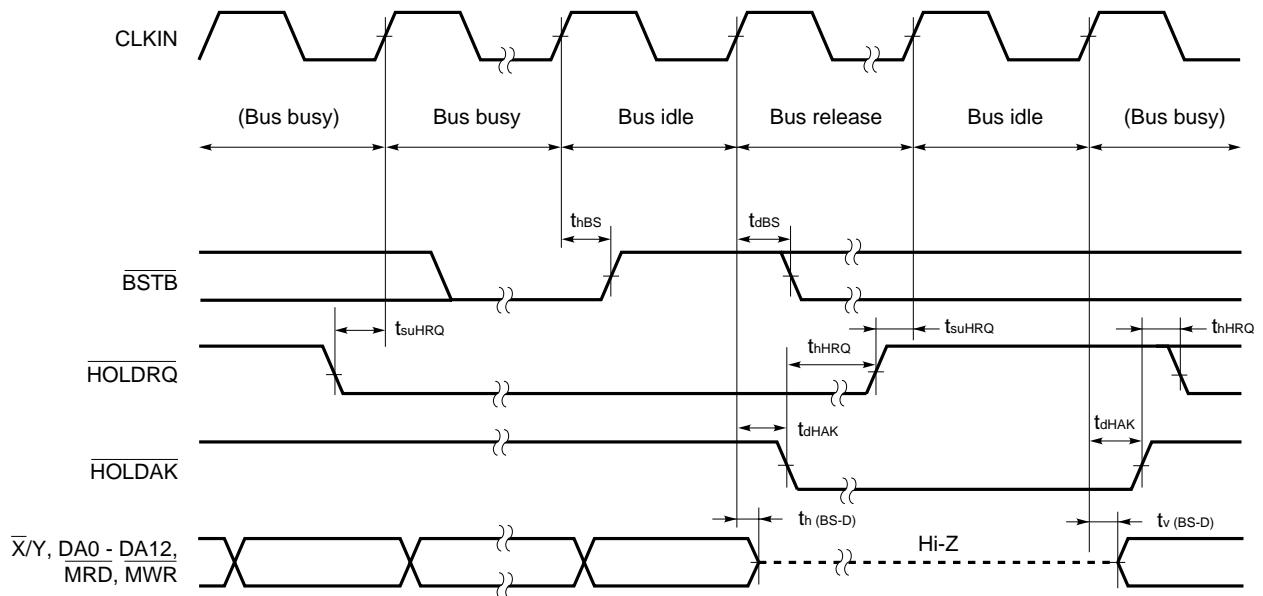 CLKIN
(Bus busy) Bus busy Bus idle Bus release Bus idle (Bus busy)
thBS tdBS
BSTB
tsuHRQ tsuHRQ thHRQ
thHRQ
HOLDRQ
tdHAK tdHAK
HOLDAK
th (BS-D) tv (BS-D)
X/Y, DA0 - DA12,
MRD, MWR
Hi-Z